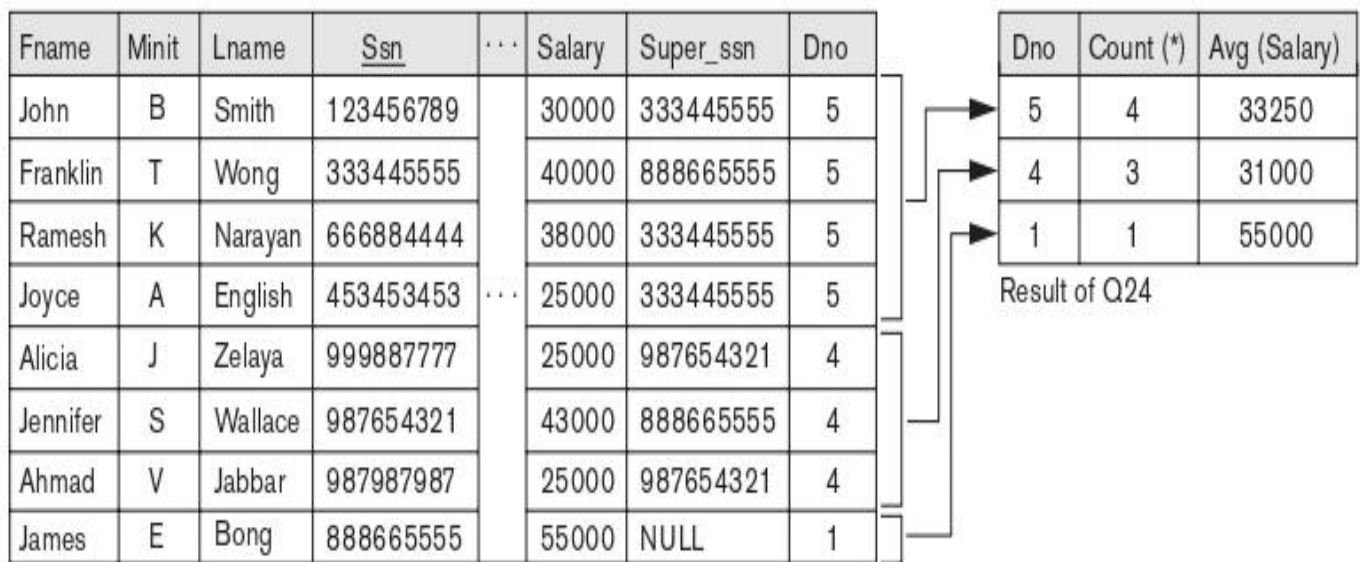 Fname Minit Lname Ssn ... Salary Super_ssn Dno
John B Smith 123456789 30000 333445555 5
Franklin T Wong 333445555 40000 888665555 5
Ramesh K Narayan 666884444 38000 333445555 5
Joyce A English 453453453 ... 25000 333445555 5
Alicia J Zelaya 999887777 25000 987654321 4
Jennifer S Wallace 987654321 43000 888665555 4
Ahmad V Jabbar 987987987 25000 987654321 4
James E Bong 888665555 55000 NULL 1
Dno Count (*) Avg (Salary)
5 4 33250
4 3 31000
1 1 55000
Result of Q24